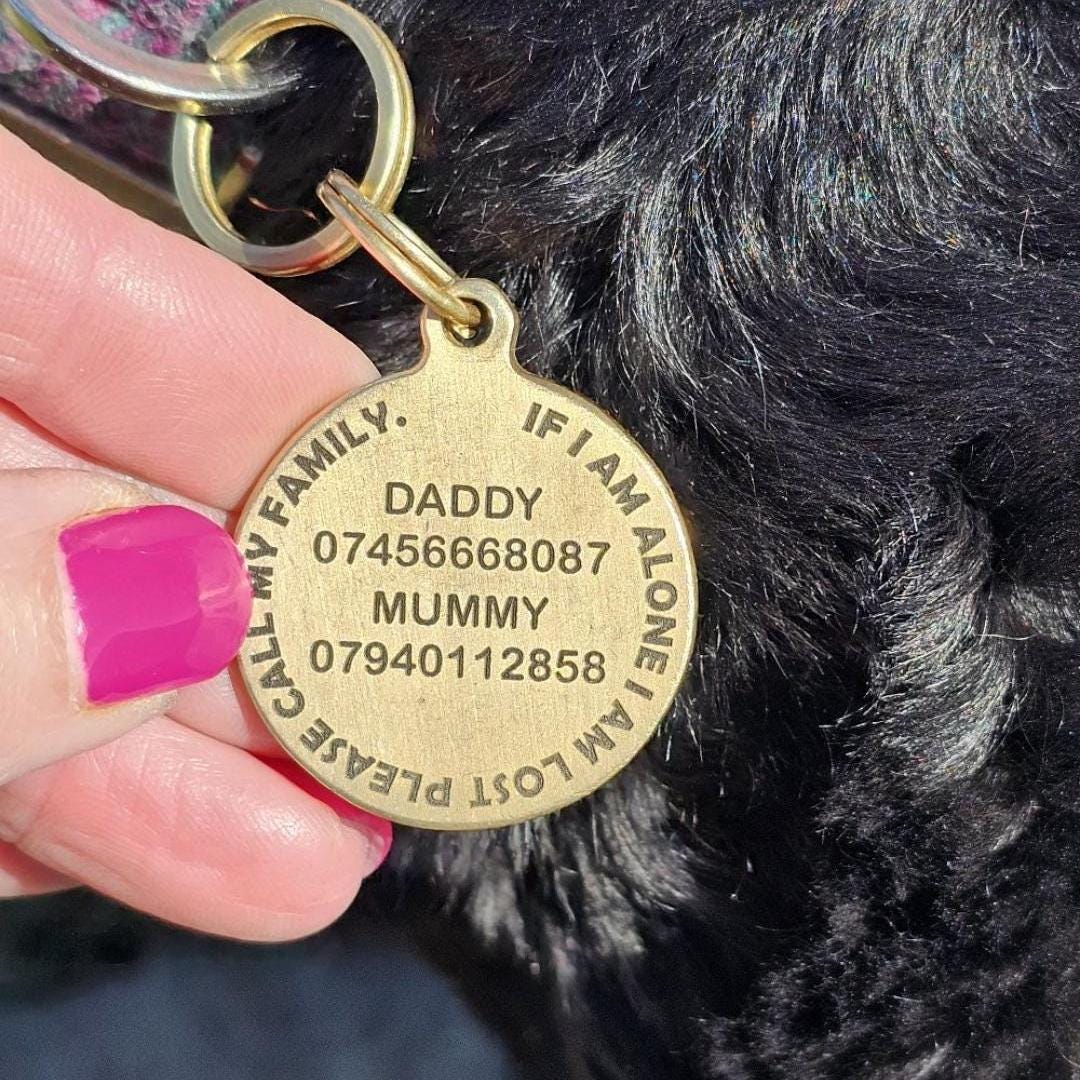 IF I AM ALONE I AM LOST PLEASE CALL MY FAMILY.
DADDY
07456668087
MUMMY
07940112858